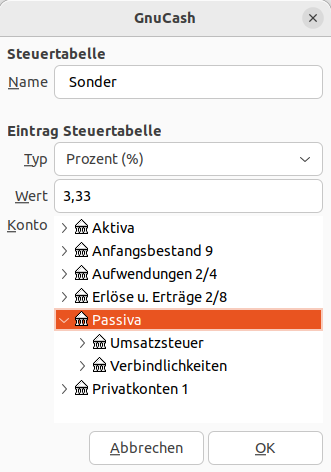 GnuCash
Steuertabelle
Name Sonder
Eintrag Steuertabelle
Typ Prozent (%)
Wert 3,33
Konto Aktiva
Anfangsbestand 9
Aufwendungen 2/4
Erlöse u. Erträge 2/8
Passiva
Umsatzsteuer
Verbindlichkeiten
Privatkonten 1
Abbrechen OK